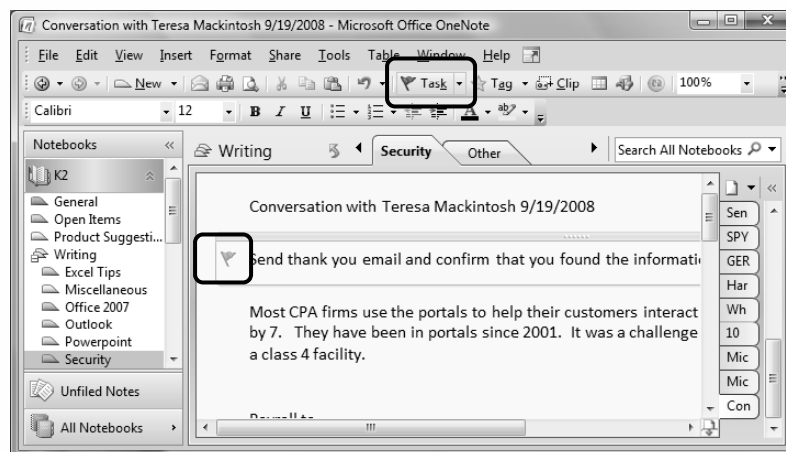 Conversation with Teresa Mackintosh 9/19/2008 - Microsoft Office OneNote
File Edit View Insert Format Share Tools Table Window Help
New Task Tag Clip 100%
Calibri 12 B I U A ab
Notebooks
Writing Security Other Search All Notebooks
K2
General
Open Items
Product Suggesti...
Writing
Excel Tips
Miscellaneous
Office 2007
Outlook
Powerpoint
Security
Unfiled Notes
All Notebooks
Conversation with Teresa Mackintosh 9/19/2008
Send thank you email and confirm that you found the informati
Most CPA firms use the portals to help their customers interact
by 7. They have been in portals since 2001. It was a challenge
a class 4 facility.
Payroll to
Sen
SPY
GER
Har
Wh
10
Mic
Mic
Con